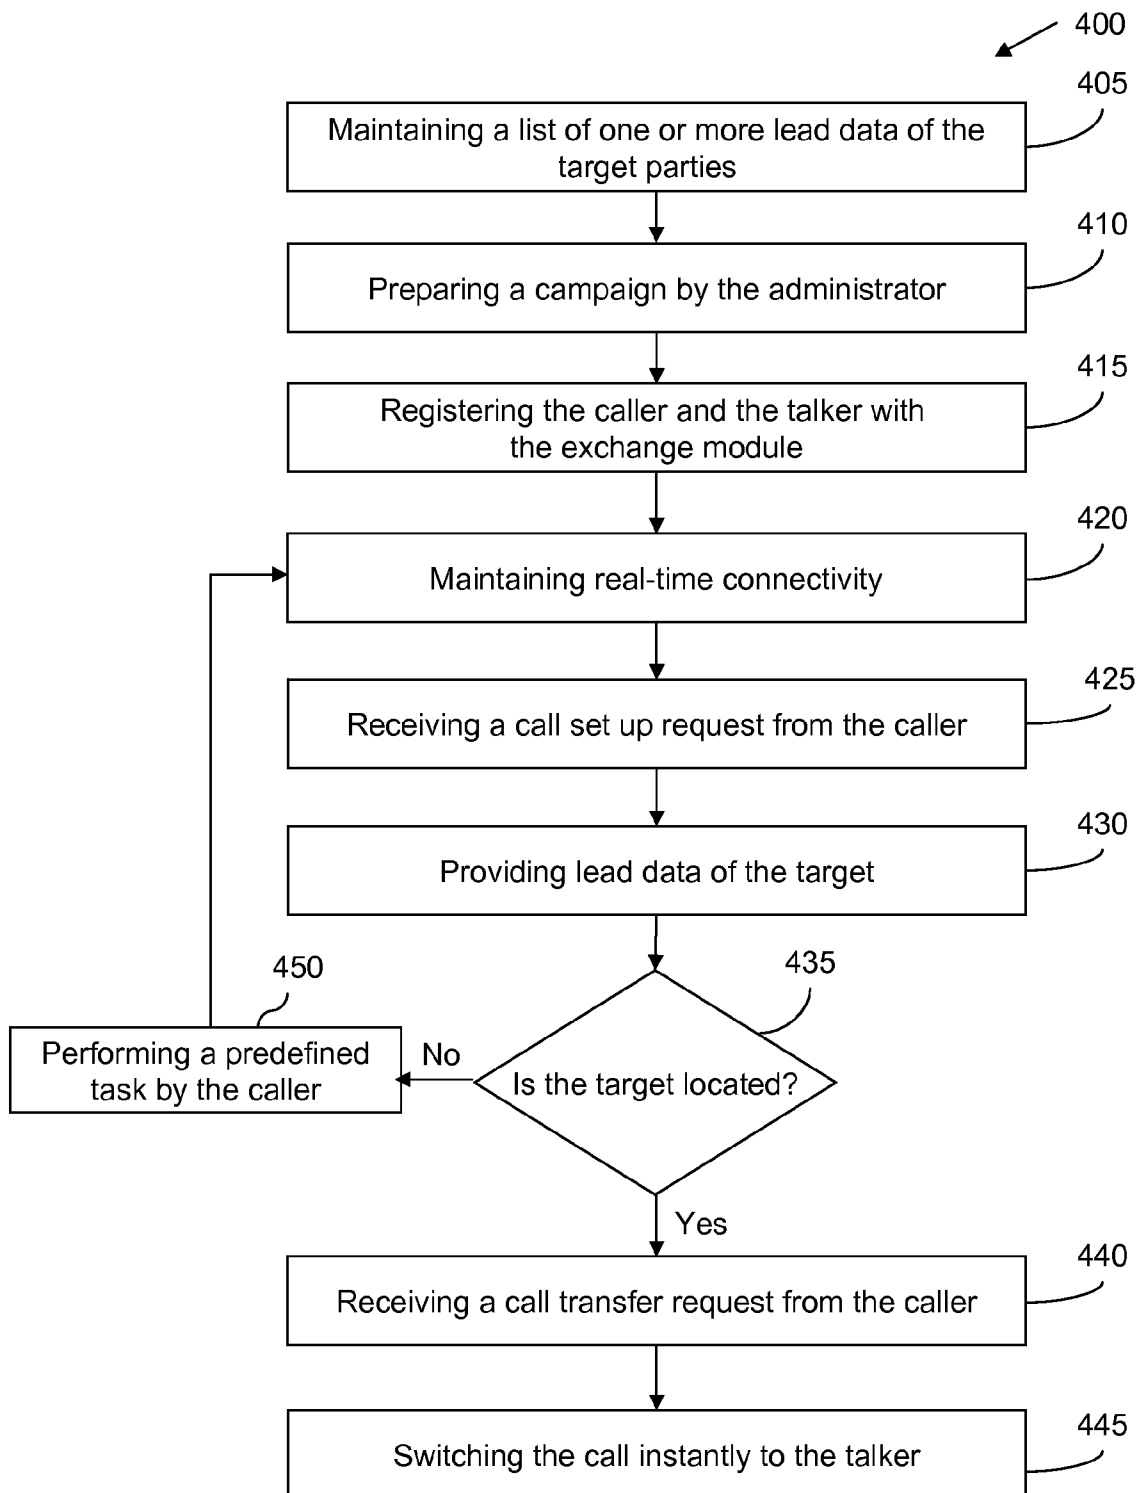 400
405
Maintaining a list of one or more lead data of the
target parties
410
Preparing a campaign by the administrator
415
Registering the caller and the talker with
the exchange module
420
Maintaining real-time connectivity
425
Receiving a call set up request from the caller
430
Providing lead data of the target
435
450
Is the target located?
No
Performing a predefined
task by the caller
Yes
440
Receiving a call transfer request from the caller
445
Switching the call instantly to the talker